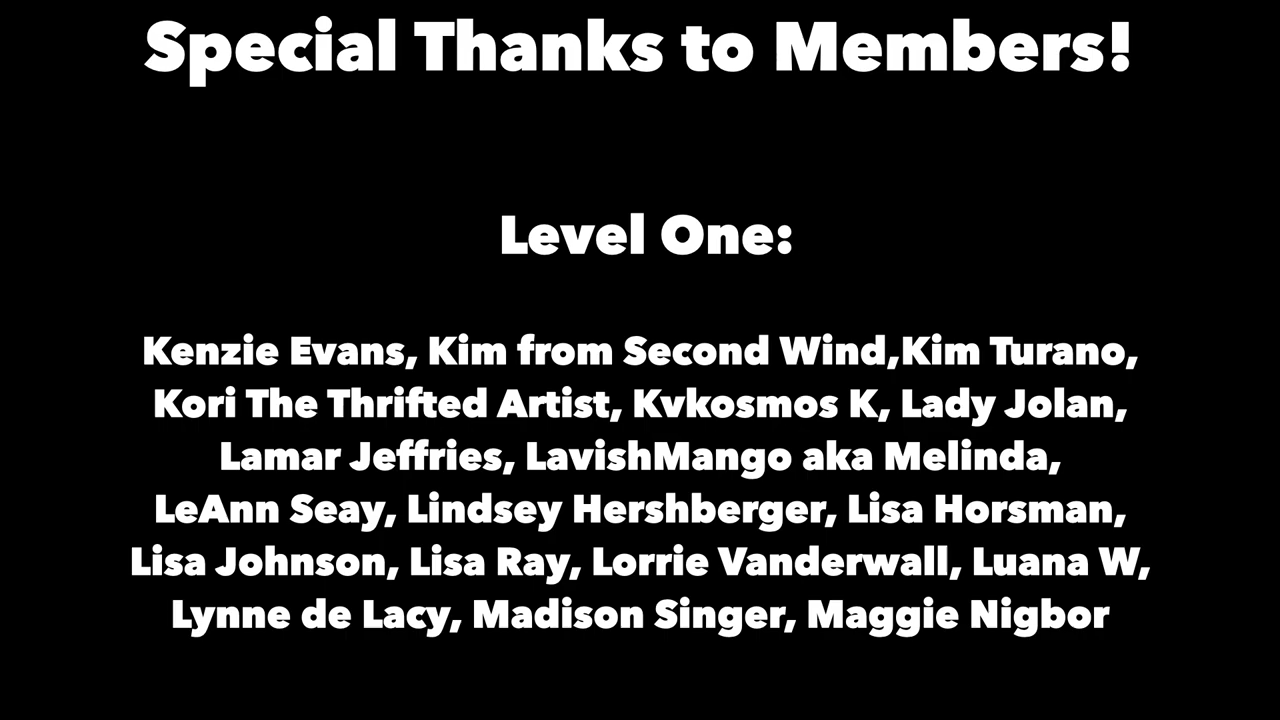 Special Thanks to Members!
Level One:
Kenzie Evans, Kim from Second Wind,Kim Turano,
Kori The Thrifted Artist, Kvkosmos K, Lady Jolan,
Lamar Jeffries, LavishMango aka Melinda,
LeAnn Seay, Lindsey Hershberger, Lisa Horsman,
Lisa Johnson, Lisa Ray, Lorrie Vanderwall, Luana W,
Lynne de Lacy, Madison Singer, Maggie Nigbor